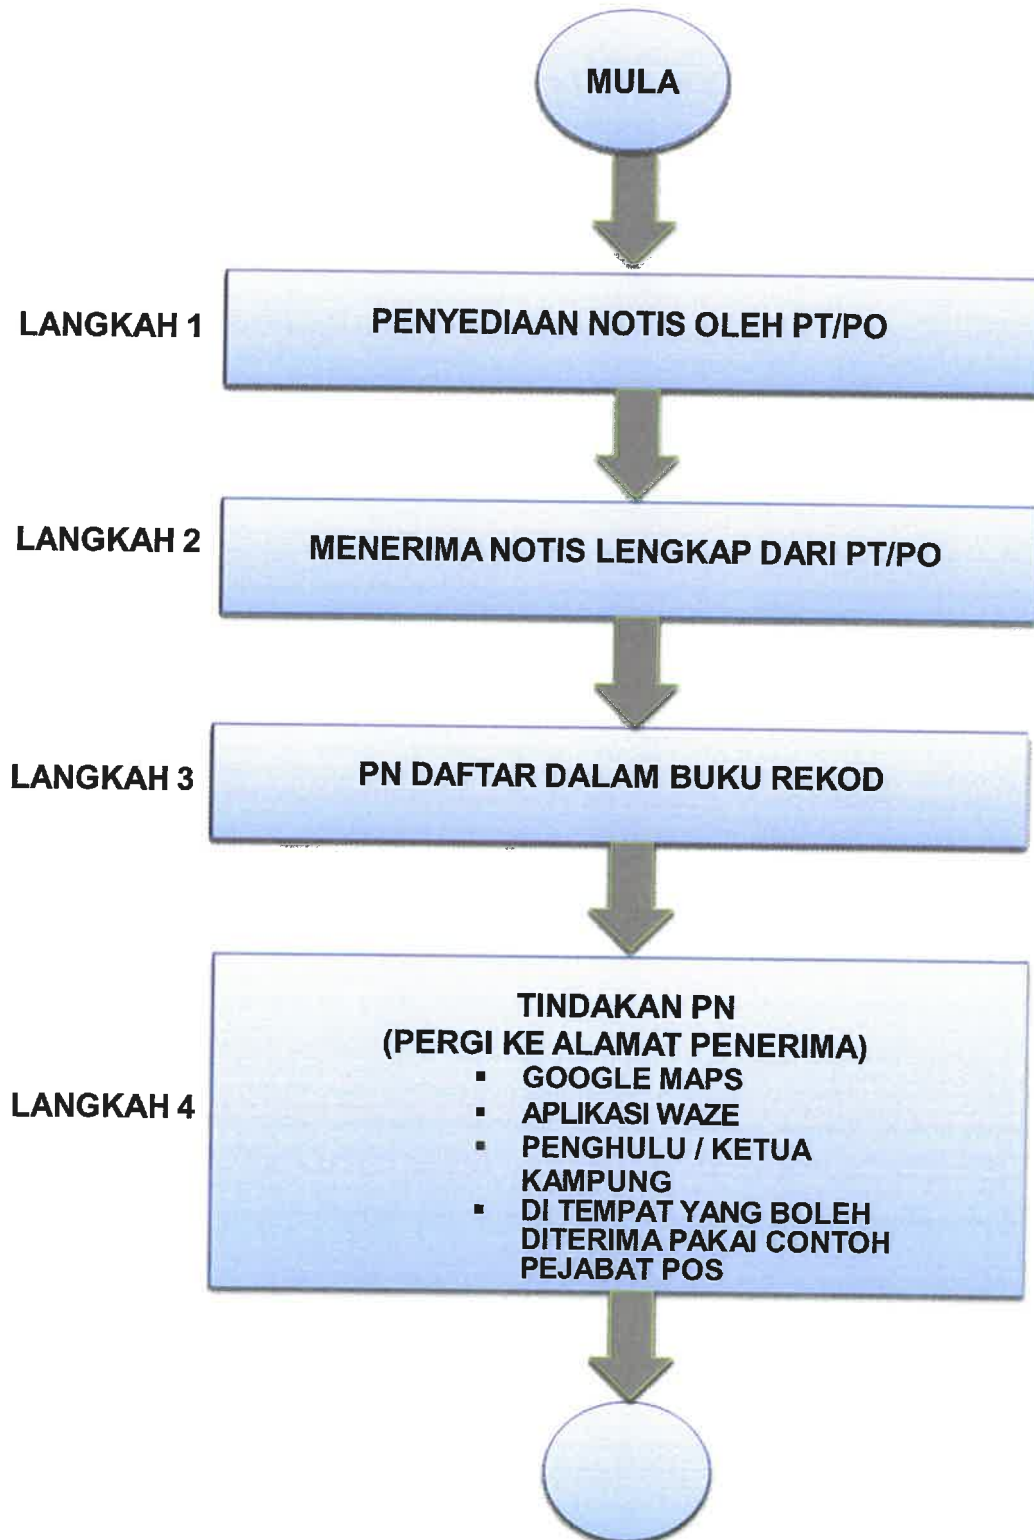 MULA
LANGKAH 1
PENYEDIAAN NOTIS OLEH PT/PO
LANGKAH 2
MENERIMA NOTIS LENGKAP DARI PT/PO
LANGKAH 3
PN DAFTAR DALAM BUKU REKOD
LANGKAH 4
TINDAKAN PN
(PERGI KE ALAMAT PENERIMA)
▪ GOOGLE MAPS
▪ APLIKASI WAZE
▪ PENGHULU / KETUA
KAMPUNG
▪ DI TEMPAT YANG BOLEH
DITERIMA PAKAI CONTOH
PEJABAT POS